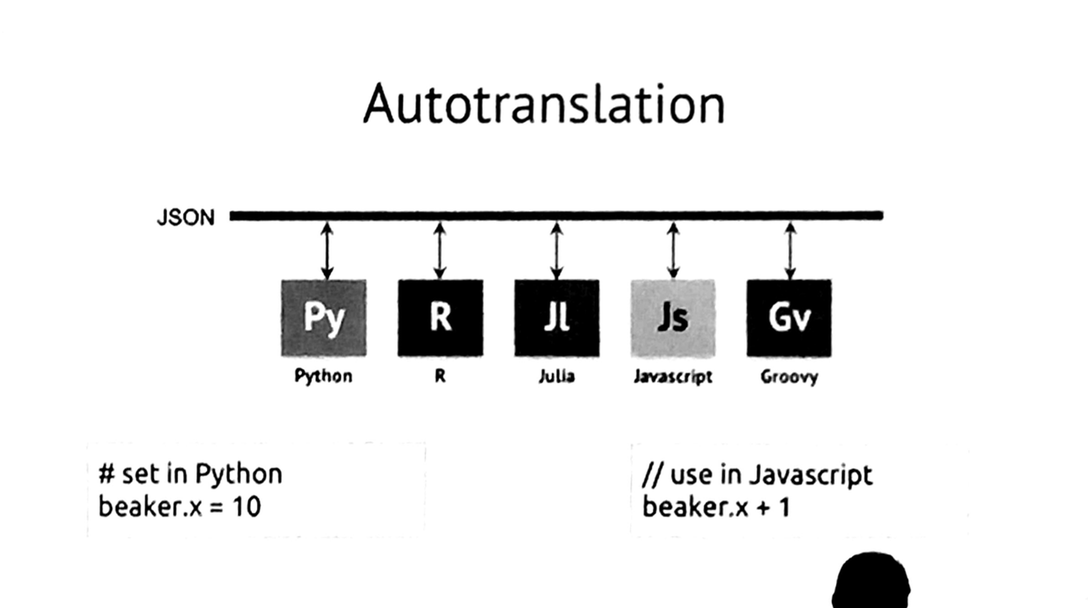 Autotranslation
JSON
Py R Jl Js Gv
Python R Julia Javascript Groovy
# set in Python
beaker.x = 10
// use in Javascript
beaker.x + 1